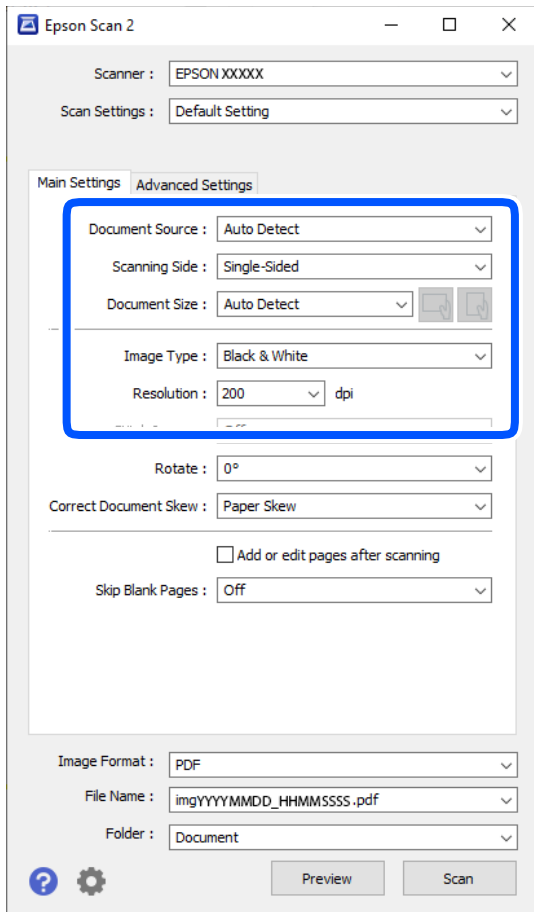 Epson Scan 2
Scanner : EPSON XXXXX
Scan Settings : Default Setting
Main Settings Advanced Settings
Document Source : Auto Detect
Scanning Side : Single-Sided
Document Size : Auto Detect
Image Type : Black & White
Resolution : 200 dpi
Rotate : 0°
Correct Document Skew : Paper Skew
Add or edit pages after scanning
Skip Blank Pages : Off
Image Format : PDF
File Name : imgYYYYMMDD_HHMMSSSS.pdf
Folder : Document
Preview Scan